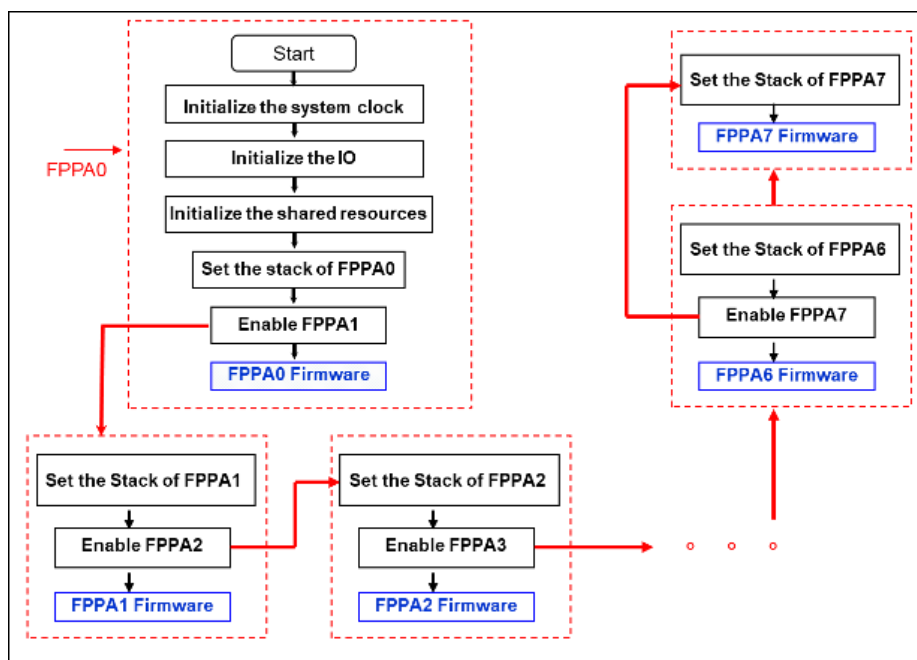 Start
Initialize the system clock
Initialize the IO
FPPA0
Initialize the shared resources
Set the stack of FPPA0
Enable FPPA1
FPPA0 Firmware
Set the Stack of FPPA1
Enable FPPA2
FPPA1 Firmware
Set the Stack of FPPA2
Enable FPPA3
FPPA2 Firmware
Set the Stack of FPPA6
Enable FPPA7
FPPA6 Firmware
Set the Stack of FPPA7
FPPA7 Firmware